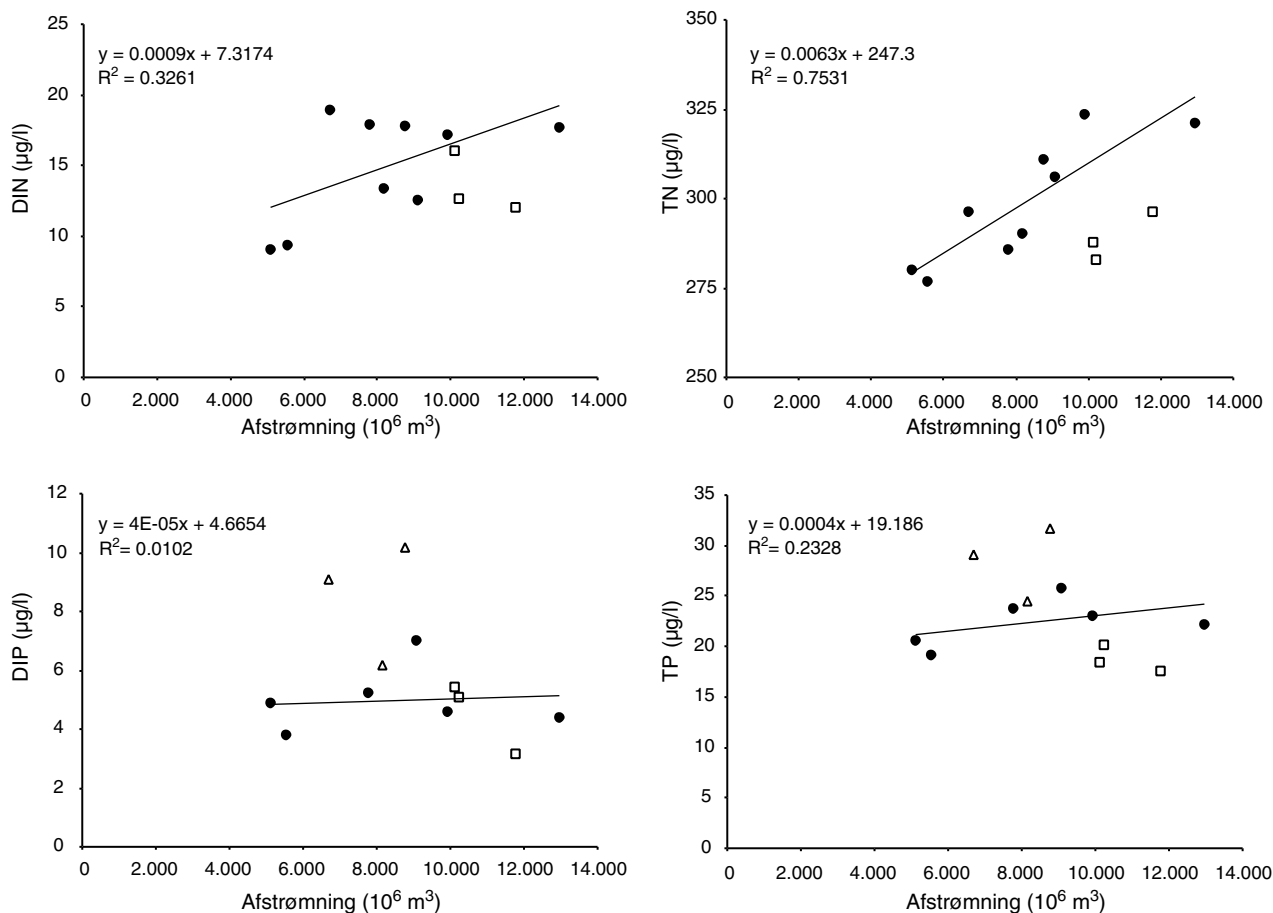 25
20
15
10
5
0
DIN (µg/l)
y = 0.0009x + 7.3174
R² = 0.3261
0 2.000 4.000 6.000 8.000 10.000 12.000 14.000
Afstrømning (10⁶ m³)
350
325
300
275
250
TN (µg/l)
y = 0.0063x + 247.3
R² = 0.7531
0 2.000 4.000 6.000 8.000 10.000 12.000 14.000
Afstrømning (10⁶ m³)
12
10
8
6
4
2
0
DIP (µg/l)
y = 4E-05x + 4.6654
R²= 0.0102
0 2.000 4.000 6.000 8.000 10.000 12.000 14.000
Afstrømning (10⁶ m³)
35
30
25
20
15
10
5
0
TP (µg/l)
y = 0.0004x + 19.186
R²= 0.2328
0 2.000 4.000 6.000 8.000 10.000 12.000 14.000
Afstrømning (10⁶ m³)